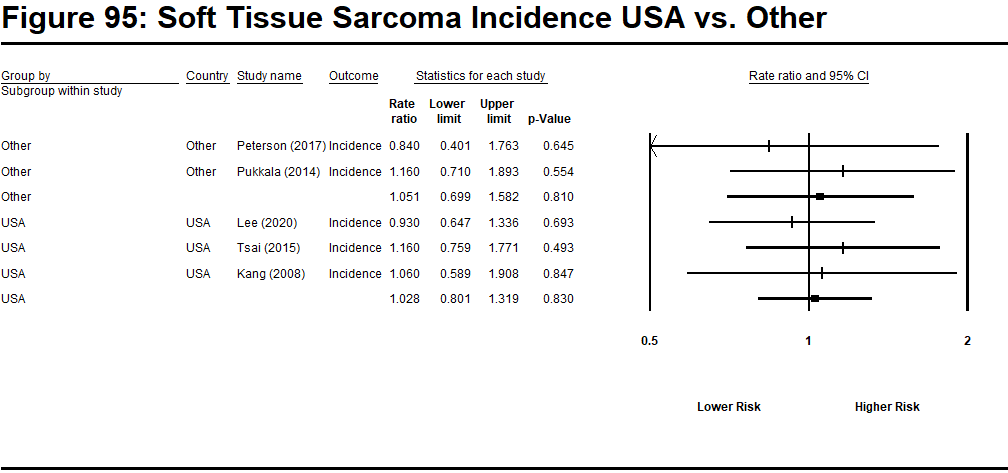 Figure 95: Soft Tissue Sarcoma Incidence USA vs. Other
Group by Country Study name Outcome Statistics for each study Rate ratio and 95% CI
Subgroup within study
Rate Lower Upper
ratio limit limit p-Value
Other Other Peterson (2017) Incidence 0.840 0.401 1.763 0.645
Other Other Pukkala (2014) Incidence 1.160 0.710 1.893 0.554
Other 1.051 0.699 1.582 0.810
USA USA Lee (2020) Incidence 0.930 0.647 1.336 0.693
USA USA Tsai (2015) Incidence 1.160 0.759 1.771 0.493
USA USA Kang (2008) Incidence 1.060 0.589 1.908 0.847
USA 1.028 0.801 1.319 0.830
0.5 1 2
Lower Risk Higher Risk